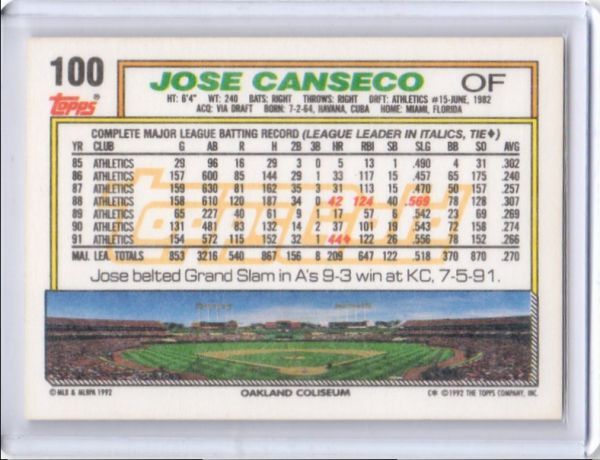 100 JOSE CANSECO OF
Topps®
HT: 6'4" WT: 240 BATS: RIGHT THROWS: RIGHT DRFT: ATHLETICS #15-JUNE, 1982
ACQ: VIA DRAFT BORN: 7-2-64, HAVANA, CUBA HOME: MIAMI, FLORIDA
COMPLETE MAJOR LEAGUE BATTING RECORD (LEAGUE LEADER IN ITALICS, TIE♦)
YR CLUB G AB R H 2B 3B HR RBI SB SLG BB SO AVG
85 ATHLETICS 29 96 16 29 3 0 5 13 1 .490 4 31 .302
86 ATHLETICS 157 600 85 144 29 1 33 117 15 .457 65 175 .240
87 ATHLETICS 159 630 81 162 35 3 31 113 15 .470 50 157 .257
88 ATHLETICS 158 610 120 187 34 0 42 124 40 .569 78 128 .307
89 ATHLETICS 65 227 40 61 9 1 17 57 6 .542 23 69 .269
90 ATHLETICS 131 481 83 132 14 2 37 101 19 .543 72 158 .274
91 ATHLETICS 154 572 115 152 32 1 44♦ 122 26 .556 78 152 .266
MAJ. LEA. TOTALS 853 3216 540 867 156 8 209 647 122 .518 370 870 .270
ToppsGold
Jose belted Grand Slam in A's 9-3 win at KC, 7-5-91.
© MLB & MLBPA 1992 OAKLAND COLISEUM C* © 1992 THE TOPPS COMPANY, INC.